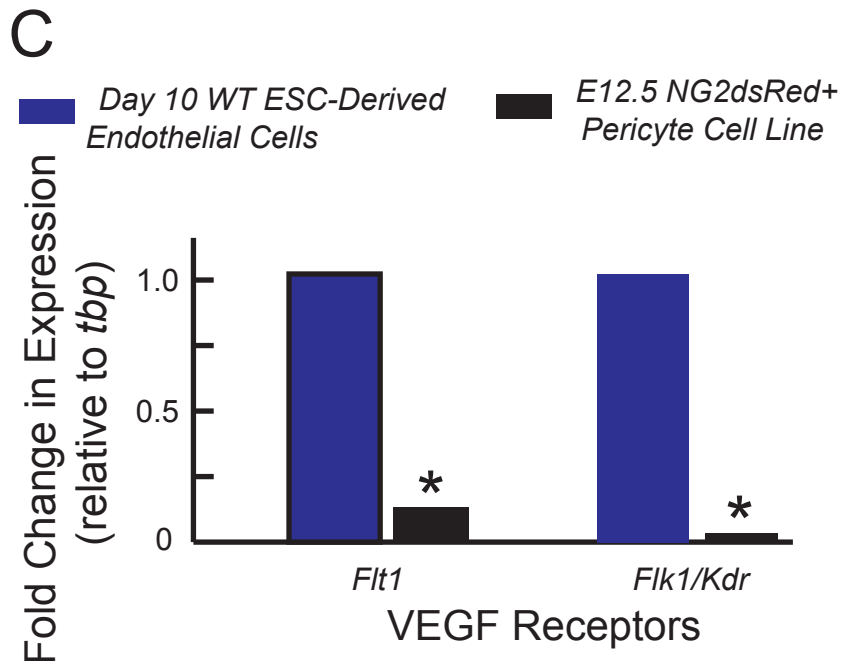 C
Day 10 WT ESC-Derived
Endothelial Cells
E12.5 NG2dsRed+
Pericyte Cell Line
Fold Change in Expression
(relative to tbp)
1.0
0.5
0
*
*
Flt1
Flk1/Kdr
VEGF Receptors